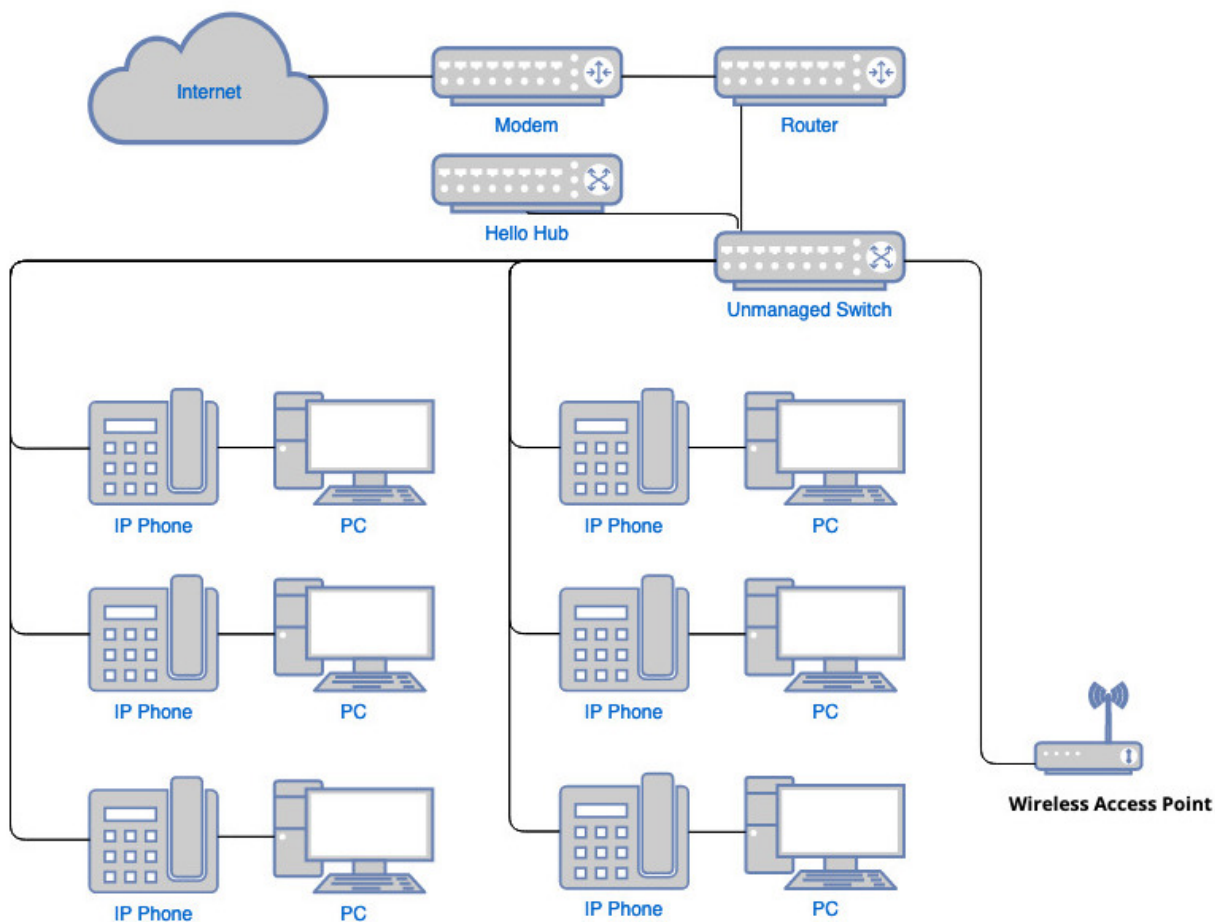 Internet
Modem
Router
Hello Hub
Unmanaged Switch
IP Phone
PC
IP Phone
PC
IP Phone
PC
IP Phone
PC
Wireless Access Point
IP Phone
PC
IP Phone
PC